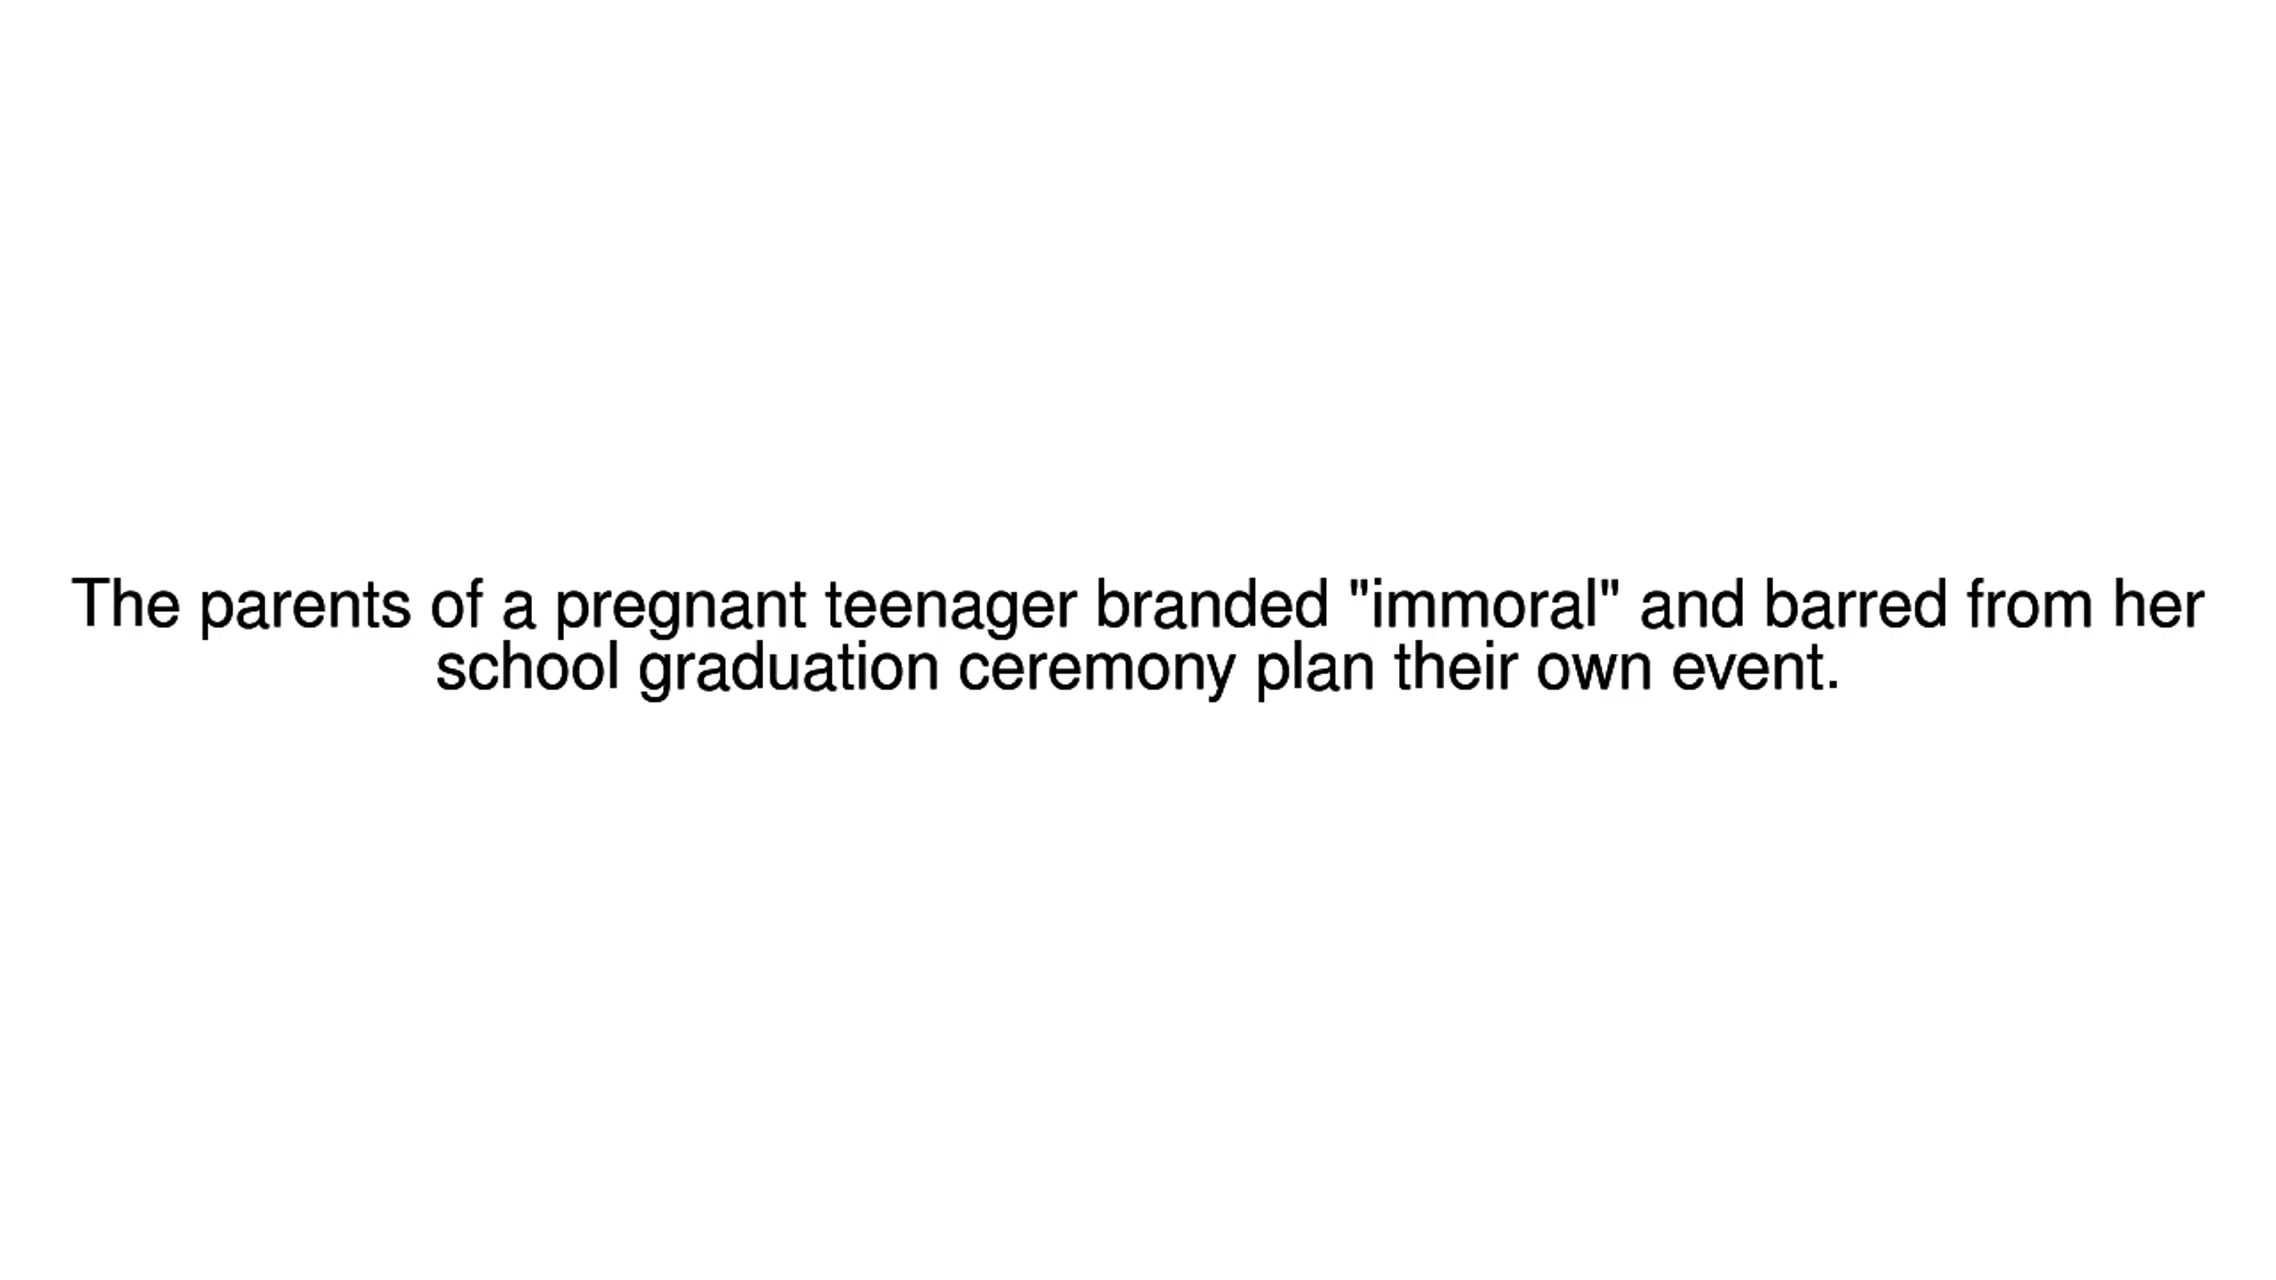 The parents of a pregnant teenager branded "immoral" and barred from her
school graduation ceremony plan their own event.